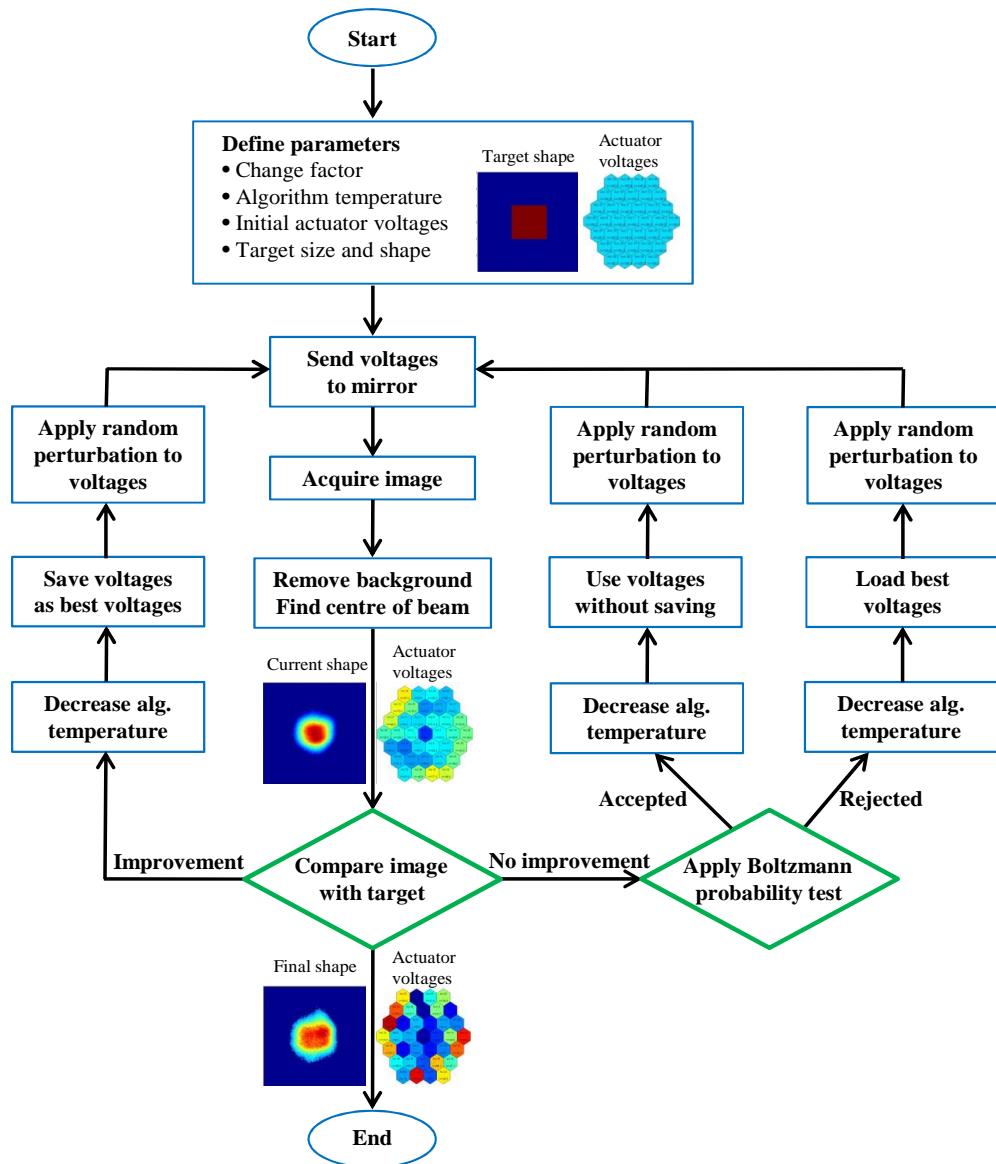 Start
Define parameters
• Change factor
• Algorithm temperature
• Initial actuator voltages
• Target size and shape
Target shape
Actuator
voltages
Send voltages
to mirror
Apply random
perturbation to
voltages
Acquire image
Apply random
perturbation to
voltages
Apply random
perturbation to
voltages
Save voltages
as best voltages
Remove background
Find centre of beam
Use voltages
without saving
Load best
voltages
Current shape
Actuator
voltages
Decrease alg.
temperature
Decrease alg.
temperature
Decrease alg.
temperature
Accepted
Rejected
Improvement
Compare image
with target
No improvement
Apply Boltzmann
probability test
Final shape
Actuator
voltages
End